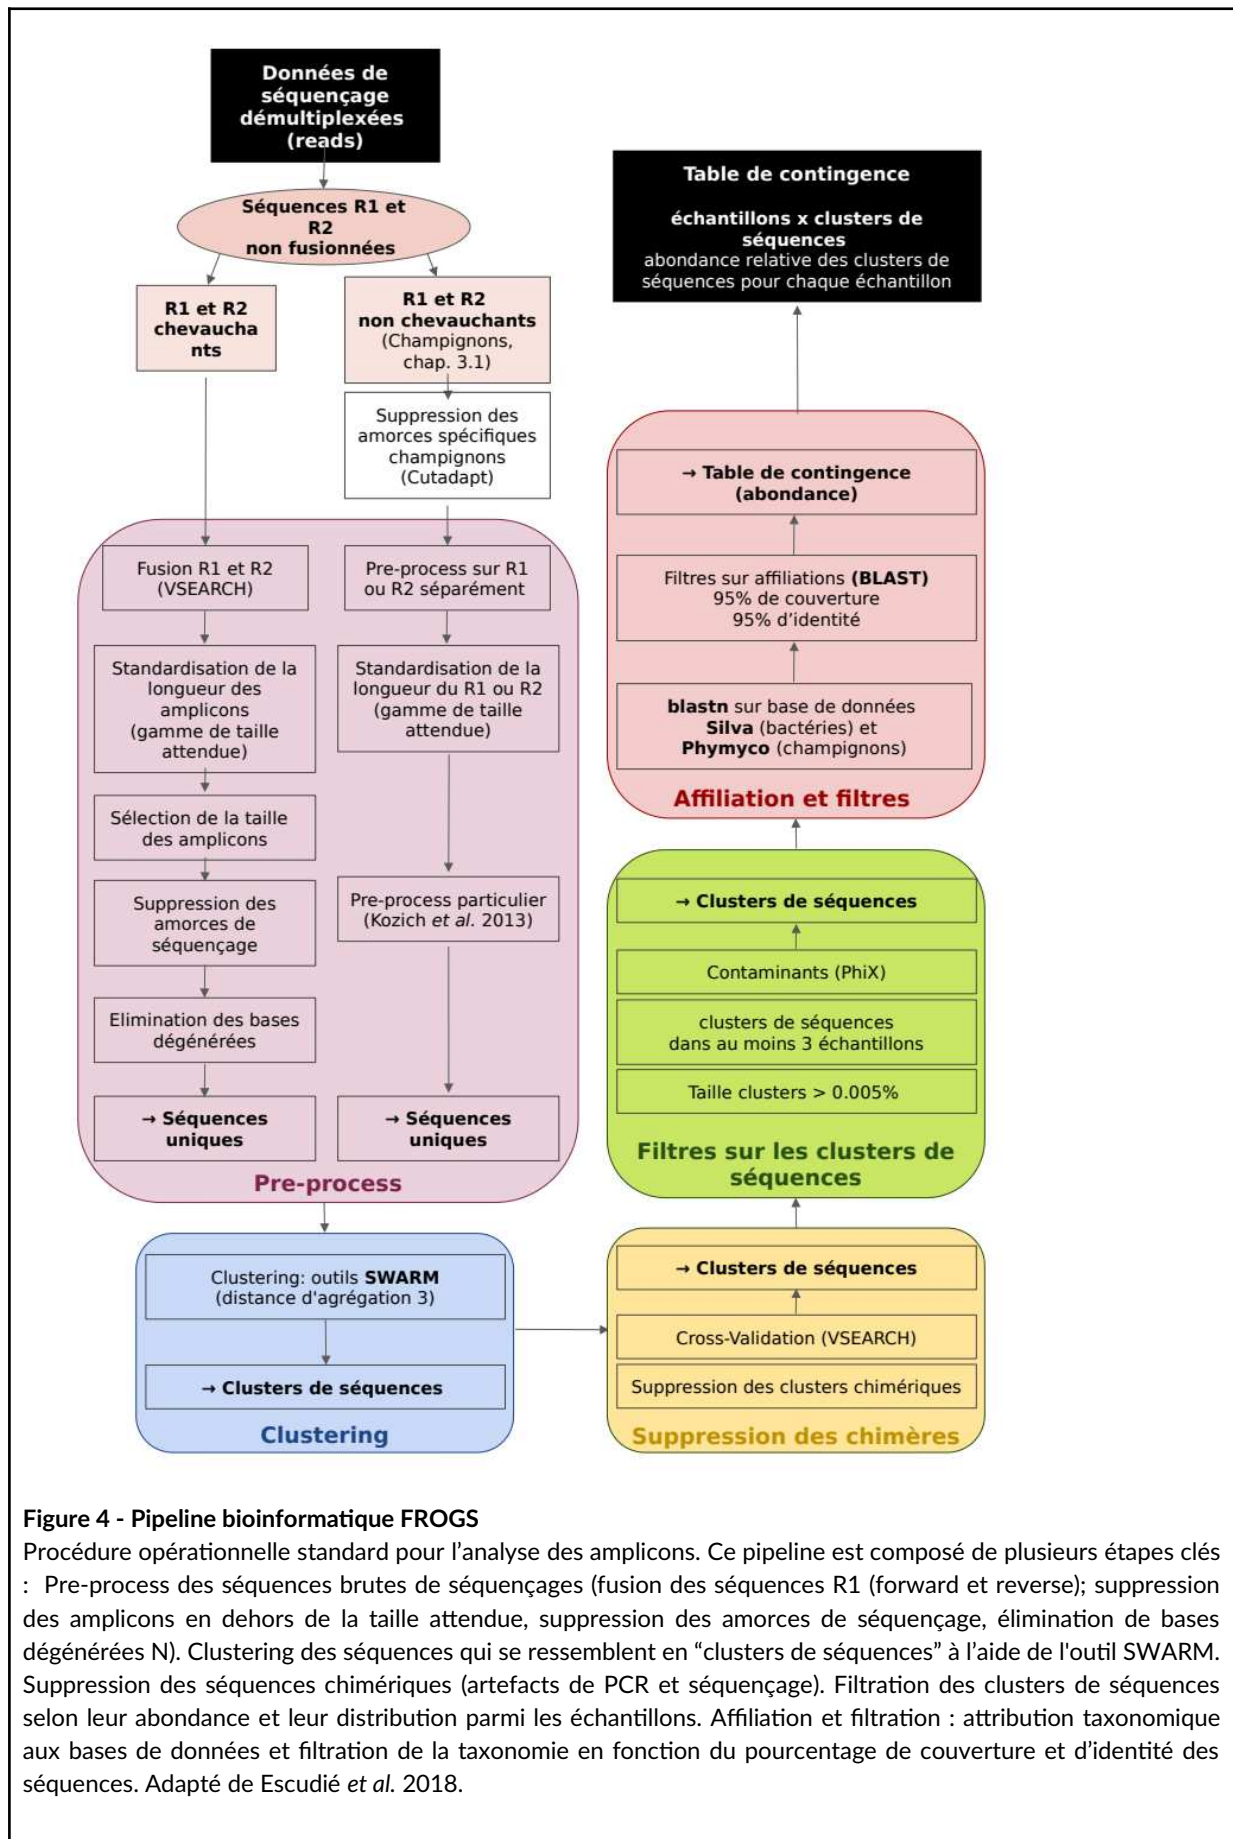 Données de
séquençage
démultiplexées
(reads)
Séquences R1 et
R2
non fusionnées
R1 et R2
chevaucha
nts
R1 et R2
non chevauchants
(Champignons,
chap. 3.1)
Suppression des
amorces spécifiques
champignons
(Cutadapt)
Fusion R1 et R2
(VSEARCH)
Standardisation de la
longueur des
amplicons
(gamme de taille
attendue)
Sélection de la taille
des amplicons
Suppression des
amorces de
séquençage
Elimination des bases
dégénérées
→ Séquences
uniques
Pre-process sur R1
ou R2 séparément
Standardisation de la
longueur du R1 ou R2
(gamme de taille
attendue)
Pre-process particulier
(Kozich et al. 2013)
→ Séquences
uniques
Pre-process
Clustering: outils SWARM
(distance d'agrégation 3)
→ Clusters de séquences
Clustering
Table de contingence
échantillons x clusters de
séquences
abondance relative des clusters de
séquences pour chaque échantillon
→ Table de contingence
(abondance)
Filtres sur affiliations (BLAST)
95% de couverture
95% d’identité
blastn sur base de données
Silva (bactéries) et
Phymyco (champignons)
Affiliation et filtres
→ Clusters de séquences
Contaminants (PhiX)
clusters de séquences
dans au moins 3 échantillons
Taille clusters > 0.005%
Filtres sur les clusters de
séquences
→ Clusters de séquences
Cross-Validation (VSEARCH)
Suppression des clusters chimériques
Suppression des chimères
Figure 4 - Pipeline bioinformatique FROGS
Procédure opérationnelle standard pour l’analyse des amplicons. Ce pipeline est composé de plusieurs étapes clés
: Pre-process des séquences brutes de séquençages (fusion des séquences R1 (forward et reverse); suppression
des amplicons en dehors de la taille attendue, suppression des amorces de séquençage, élimination de bases
dégénérées N). Clustering des séquences qui se ressemblent en “clusters de séquences” à l’aide de l'outil SWARM.
Suppression des séquences chimériques (artefacts de PCR et séquençage). Filtration des clusters de séquences
selon leur abondance et leur distribution parmi les échantillons. Affiliation et filtration : attribution taxonomique
aux bases de données et filtration de la taxonomie en fonction du pourcentage de couverture et d’identité des
séquences. Adapté de Escudié et al. 2018.